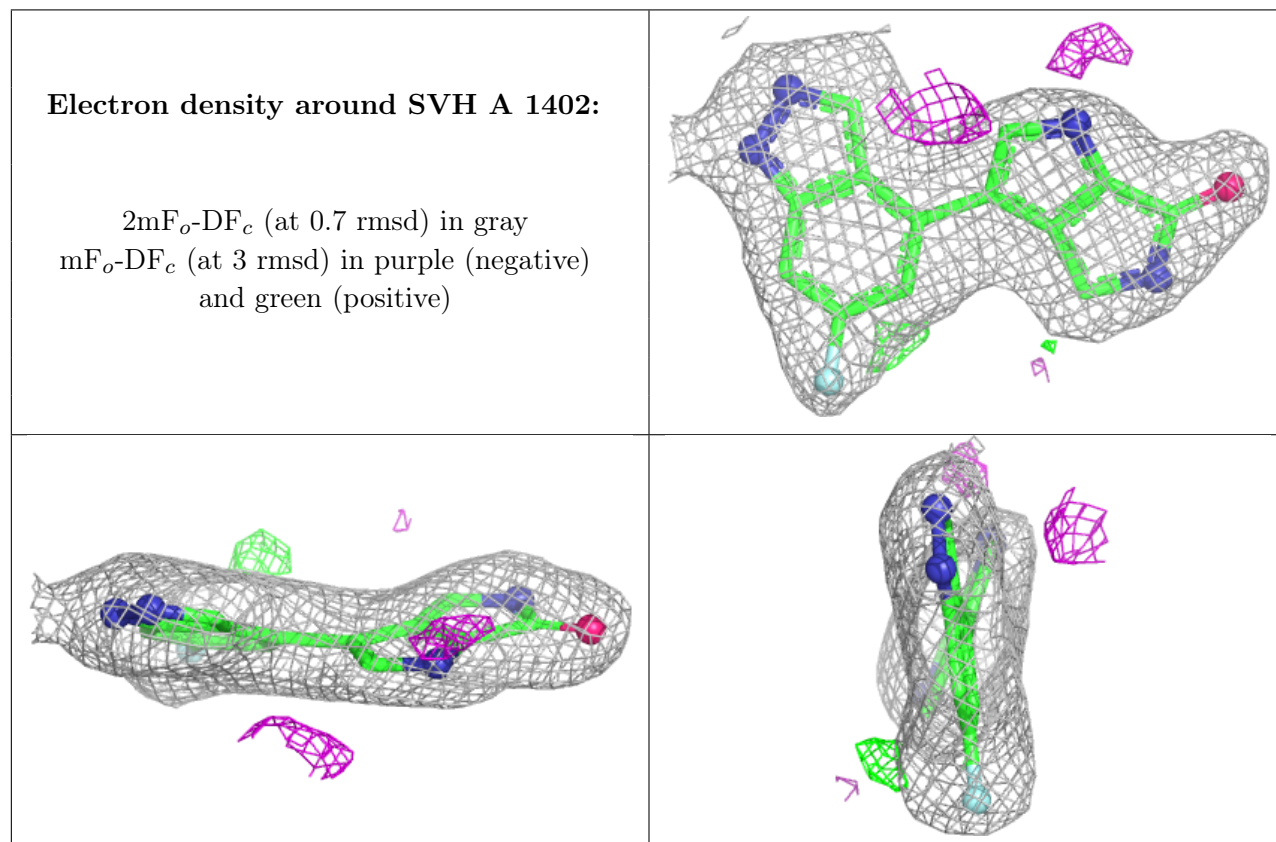 Electron density around SVH A 1402:
2mFo-DFc (at 0.7 rmsd) in gray
mFo-DFc (at 3 rmsd) in purple (negative)
and green (positive)